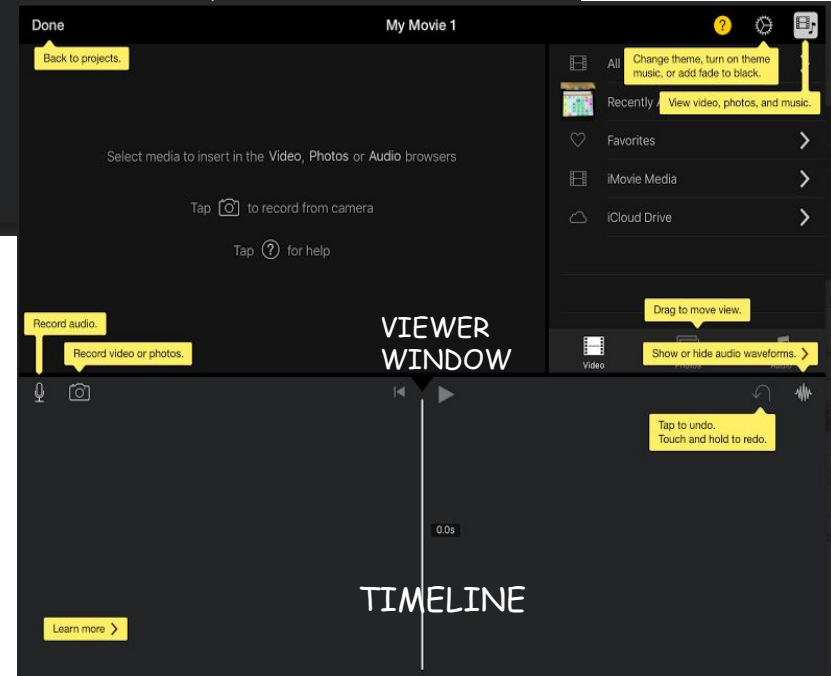 Done
My Movie 1
?
Back to projects.
All
Change theme, turn on theme
music, or add fade to black.
Recently
View video, photos, and music.
Select media to insert in the Video, Photos or Audio browsers
Favorites
iMovie Media
Tap to record from camera
iCloud Drive
Tap ? for help
Drag to move view.
Record audio.
VIEWER
WINDOW
Record video or photos.
Show or hide audio waveforms.
Video
Tap to undo.
Touch and hold to redo.
0.0s
TIMELINE
Learn more